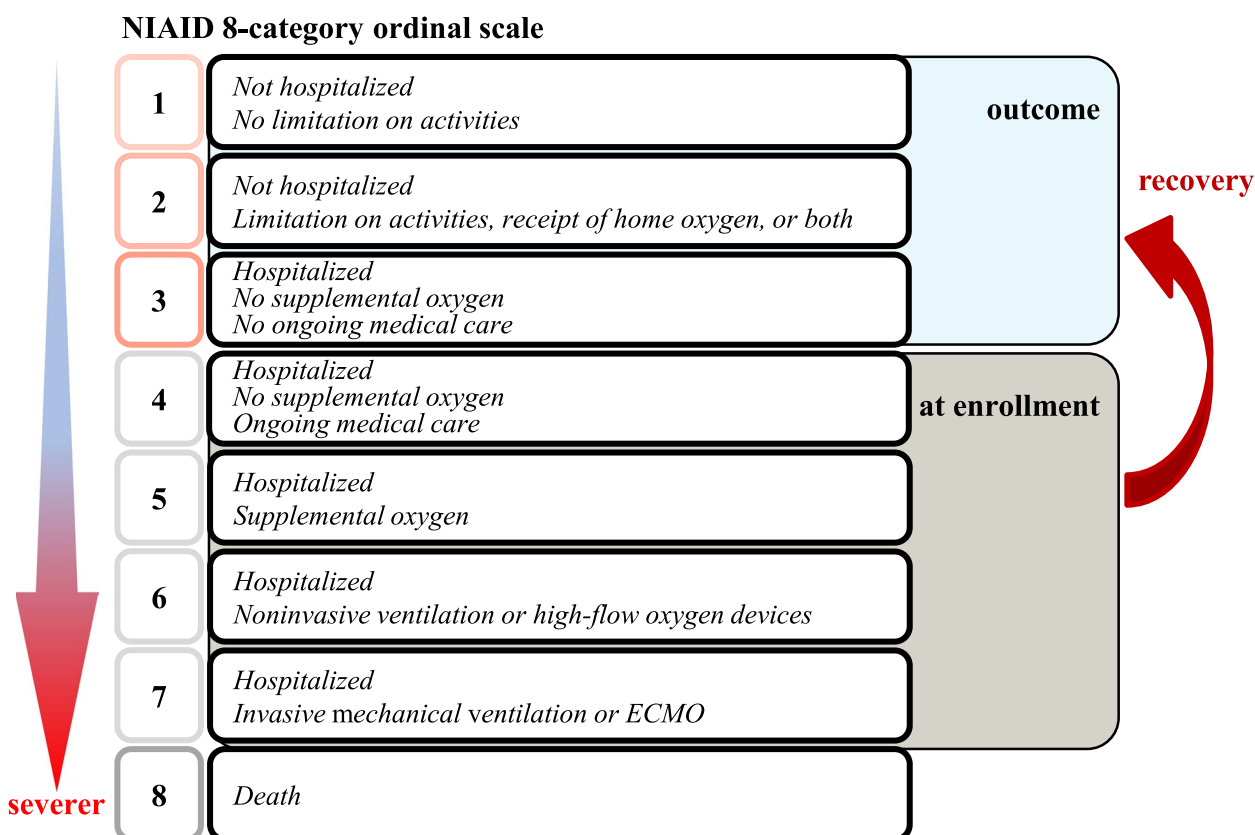 NIAID 8-category ordinal scale
1
Not hospitalized
No limitation on activities
outcome
2
Not hospitalized
Limitation on activities, receipt of home oxygen, or both
recovery
3
Hospitalized
No supplemental oxygen
No ongoing medical care
4
Hospitalized
No supplemental oxygen
Ongoing medical care
at enrollment
5
Hospitalized
Supplemental oxygen
6
Hospitalized
Noninvasive ventilation or high-flow oxygen devices
7
Hospitalized
Invasive mechanical ventilation or ECMO
8
Death
severer